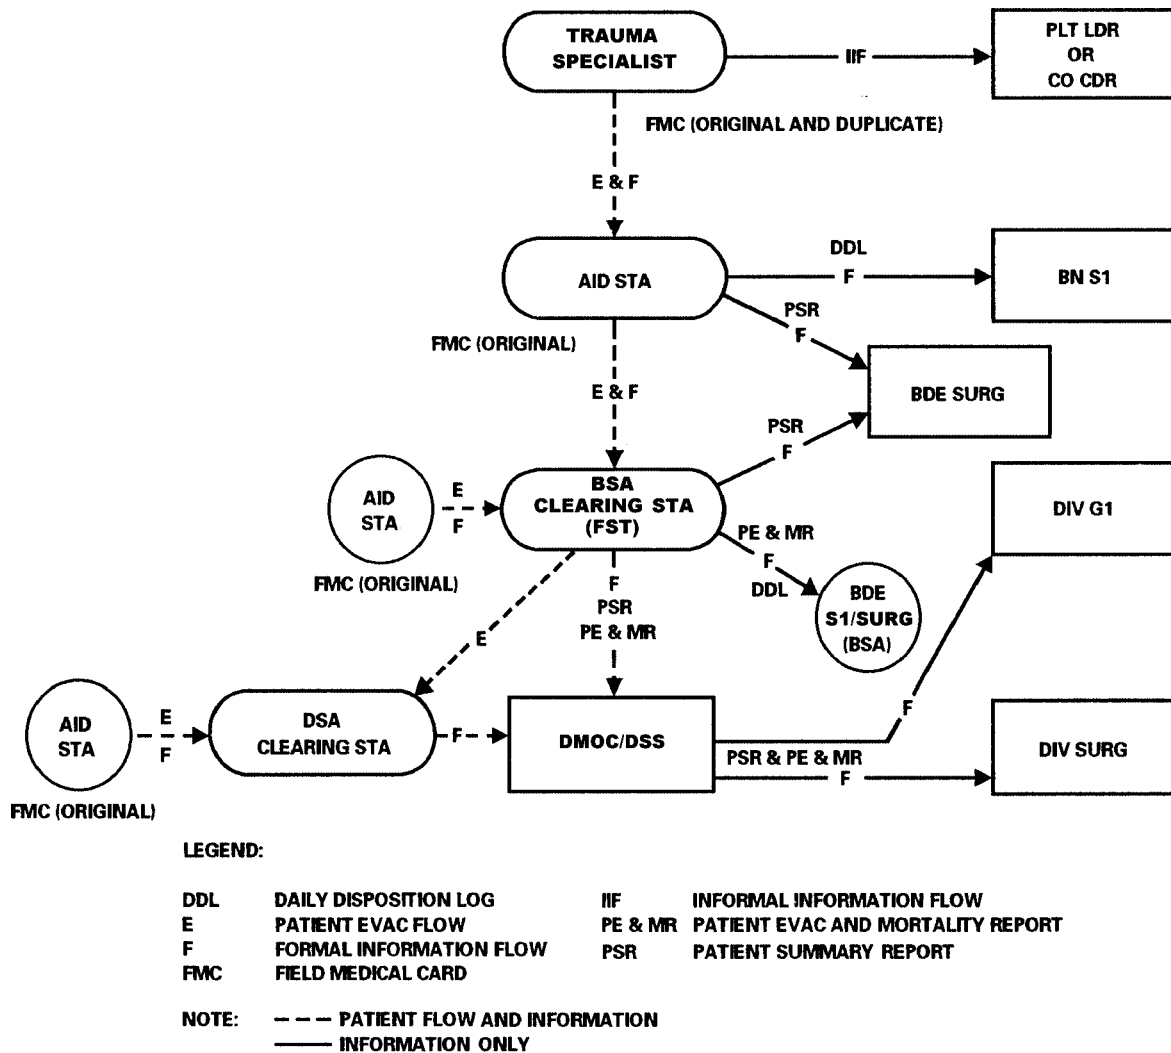 TRAUMA
SPECIALIST
IIF
PLT LDR
OR
CO CDR
FMC (ORIGINAL AND DUPLICATE)
E & F
AID STA
DDL
F
BN S1
PSR
F
FMC (ORIGINAL)
E & F
BDE SURG
PSR
F
AID
STA
E
F
FMC (ORIGINAL)
BSA
CLEARING STA
(FST)
DIV G1
PE & MR
F
DDL
BDE
S1/SURG
(BSA)
F
PSR
PE & MR
E
AID
STA
E
F
FMC (ORIGINAL)
DSA
CLEARING STA
F
DMOC/DSS
F
PSR & PE & MR
F
DIV SURG
LEGEND:
DDL DAILY DISPOSITION LOG
E PATIENT EVAC FLOW
F FORMAL INFORMATION FLOW
FMC FIELD MEDICAL CARD
IIF INFORMAL INFORMATION FLOW
PE & MR PATIENT EVAC AND MORTALITY REPORT
PSR PATIENT SUMMARY REPORT
NOTE: PATIENT FLOW AND INFORMATION
INFORMATION ONLY